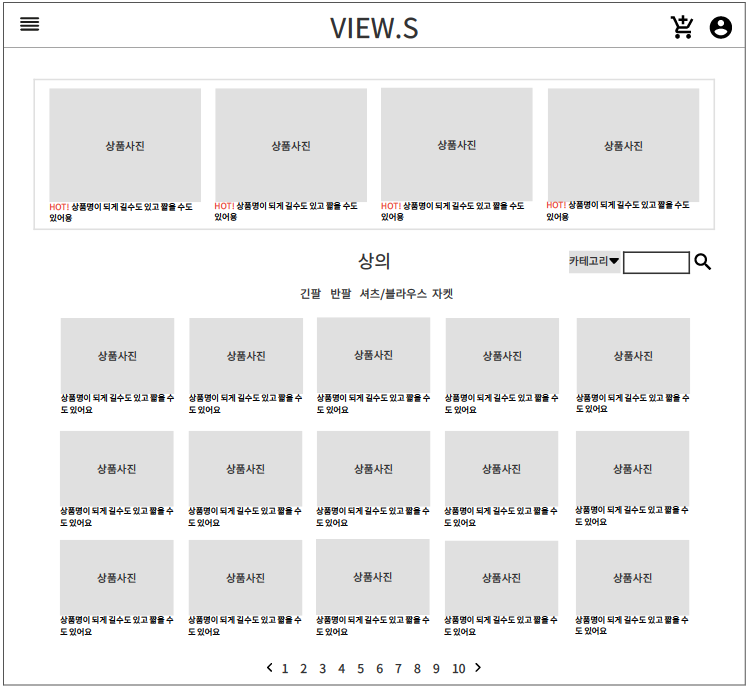 VIEW.S
상품사진 상품사진 상품사진 상품사진
HOT! 상품명이 되게 길수도 있고 짧을 수도
있어용
HOT! 상품명이 되게 길수도 있고 짧을 수도
있어용
HOT! 상품명이 되게 길수도 있고 짧을 수도
있어용
HOT! 상품명이 되게 길수도 있고 짧을 수도
있어용
상의
카테고리
긴팔 반팔 셔츠/블라우스 자켓
상품사진 상품사진 상품사진 상품사진 상품사진
상품명이 되게 길수도 있고 짧을 수
도 있어요
상품명이 되게 길수도 있고 짧을 수
도 있어요
상품명이 되게 길수도 있고 짧을 수
도 있어요
상품명이 되게 길수도 있고 짧을 수
도 있어요
상품명이 되게 길수도 있고 짧을 수
도 있어요
상품사진 상품사진 상품사진 상품사진 상품사진
상품명이 되게 길수도 있고 짧을 수
도 있어요
상품명이 되게 길수도 있고 짧을 수
도 있어요
상품명이 되게 길수도 있고 짧을 수
도 있어요
상품명이 되게 길수도 있고 짧을 수
도 있어요
상품명이 되게 길수도 있고 짧을 수
도 있어요
상품사진 상품사진 상품사진 상품사진 상품사진
상품명이 되게 길수도 있고 짧을 수
도 있어요
상품명이 되게 길수도 있고 짧을 수
도 있어요
상품명이 되게 길수도 있고 짧을 수
도 있어요
상품명이 되게 길수도 있고 짧을 수
도 있어요
상품명이 되게 길수도 있고 짧을 수
도 있어요
1 2 3 4 5 6 7 8 9 10